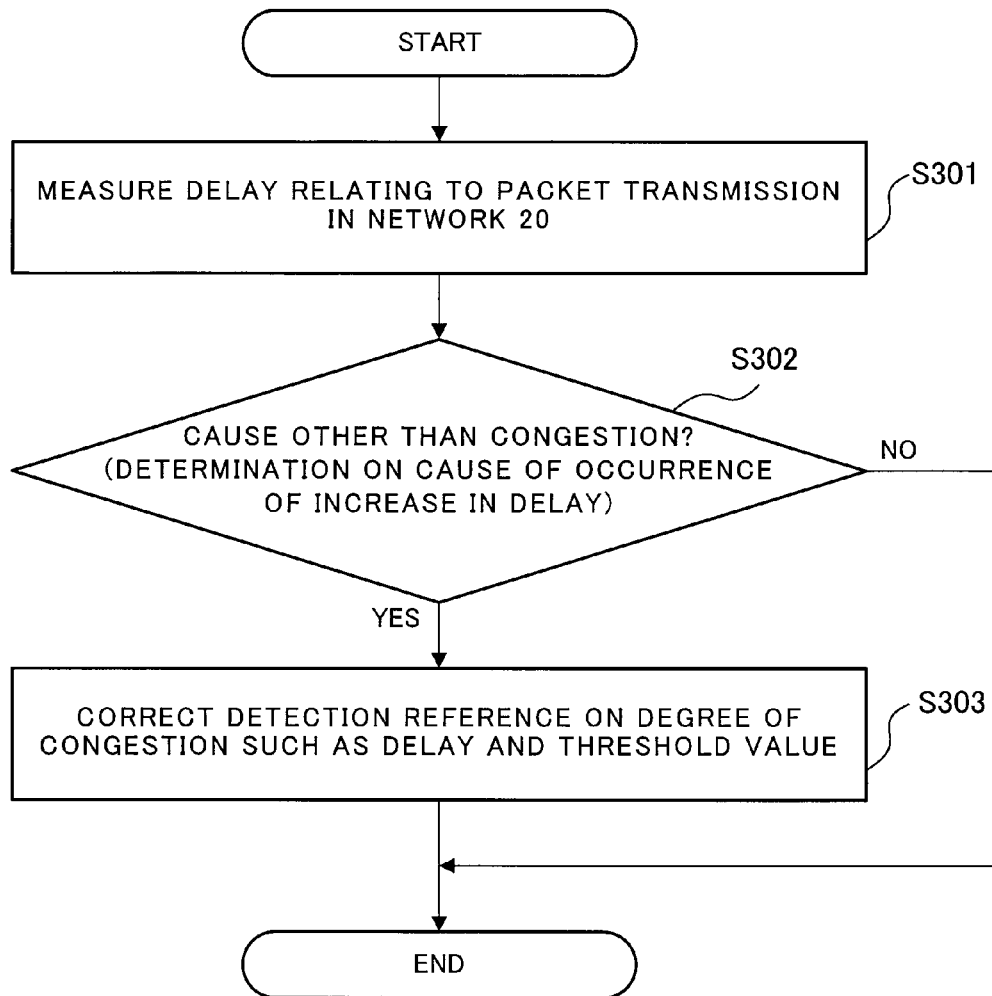 START
MEASURE DELAY RELATING TO PACKET TRANSMISSION
IN NETWORK 20
S301
S302
CAUSE OTHER THAN CONGESTION?
(DETERMINATION ON CAUSE OF OCCURRENCE
OF INCREASE IN DELAY)
NO
YES
CORRECT DETECTION REFERENCE ON DEGREE OF
CONGESTION SUCH AS DELAY AND THRESHOLD VALUE
S303
END